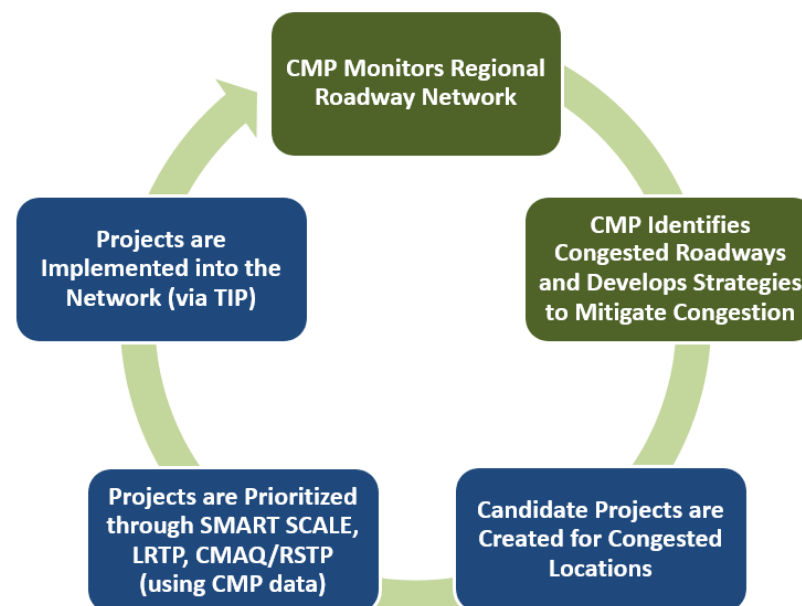 CMP Monitors Regional
Roadway Network
CMP Identifies
Congested Roadways
and Develops Strategies
to Mitigate Congestion
Candidate Projects are
Created for Congested
Locations
Projects are Prioritized
through SMART SCALE,
LRTP, CMAQ/RSTP
(using CMP data)
Projects are
Implemented into the
Network (via TIP)